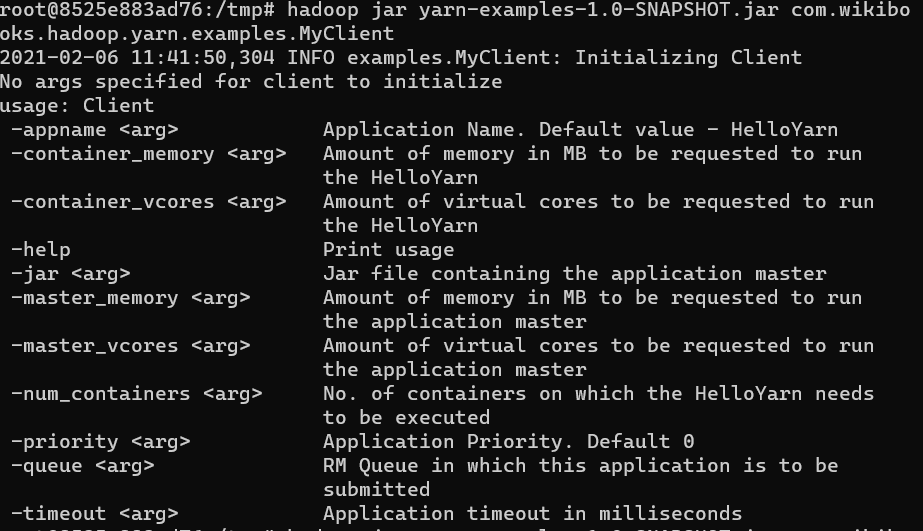 root@8525e883ad76:/tmp# hadoop jar yarn-examples-1.0-SNAPSHOT.jar com.wikibo
oks.hadoop.yarn.examples.MyClient
2021-02-06 11:41:50,304 INFO examples.MyClient: Initializing Client
No args specified for client to initialize
usage: Client
 -appname <arg>            Application Name. Default value - HelloYarn
 -container_memory <arg>   Amount of memory in MB to be requested to run
                           the HelloYarn
 -container_vcores <arg>   Amount of virtual cores to be requested to run
                           the HelloYarn
 -help                     Print usage
 -jar <arg>                Jar file containing the application master
 -master_memory <arg>      Amount of memory in MB to be requested to run
                           the application master
 -master_vcores <arg>      Amount of virtual cores to be requested to run
                           the application master
 -num_containers <arg>     No. of containers on which the HelloYarn needs
                           to be executed
 -priority <arg>           Application Priority. Default 0
 -queue <arg>              RM Queue in which this application is to be
                           submitted
 -timeout <arg>            Application timeout in milliseconds